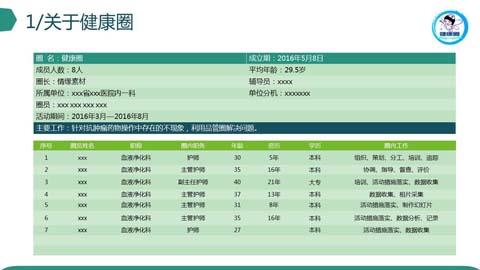 1/关于健康圈
健康圈
圈  名：健康圈 成立期：2016年5月8日
成员人数：8人 平均年龄：29.5岁
圈长：情缘素材 辅导员：xxxx
所属单位：xxx省xxx医院内一科 单位分机：xxxxxxx
圈员：xxx xxx xxx xxx
活动期间：2016年3月—2016年8月
主要工作：针对抗肿瘤药物操作中存在的不现象，利用品管圈解决问题。
序号 圈员姓名 职称 圈内职务 年龄 资历 学历 圈内工作
1 xxx 血液净化科 护师 30 5年 本科 组织、策划、分工、培训、追踪
2 xxx 血液净化科 主管护师 35 16年 本科 协调、指导、督查、评价
3 xxx 血液净化科 副主任护师 40 21年 大专 培训、活动措施落实、数据收集
4 xxx 血液净化科 主管护师 37 13年 本科 数据收集、相片采集
5 xxx 血液净化科 主管护师 31 8年 本科 活动措施落实、制作幻灯片
6 xxx 血液净化科 主管护师 35 16年 本科 活动措施落实、数据分析、记录
7 xxx 血液净化科 护师 27 本科 活动措施落实、数据收集